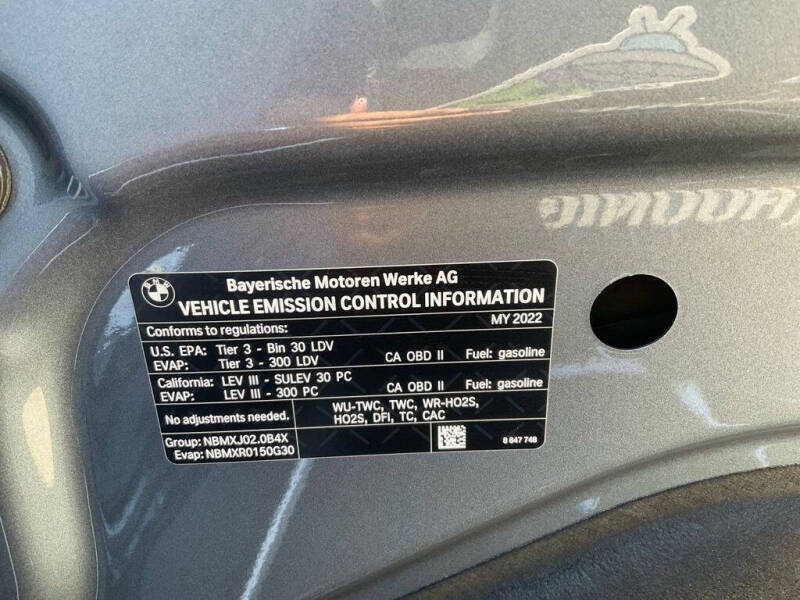 BMW
Bayerische Motoren Werke AG
VEHICLE EMISSION CONTROL INFORMATION
Conforms to regulations: MY 2022
U.S. EPA: Tier 3 - Bin 30 LDV CA OBD II Fuel: gasoline
EVAP: Tier 3 - 300 LDV
California: LEV III - SULEV 30 PC CA OBD II Fuel: gasoline
EVAP: LEV III - 300 PC
No adjustments needed. WU-TWC, TWC, WR-HO2S,
HO2S, DFI, TC, CAC
Group: NBMXJ02.0B4X
Evap: NBMXR0150G30
8 847 748